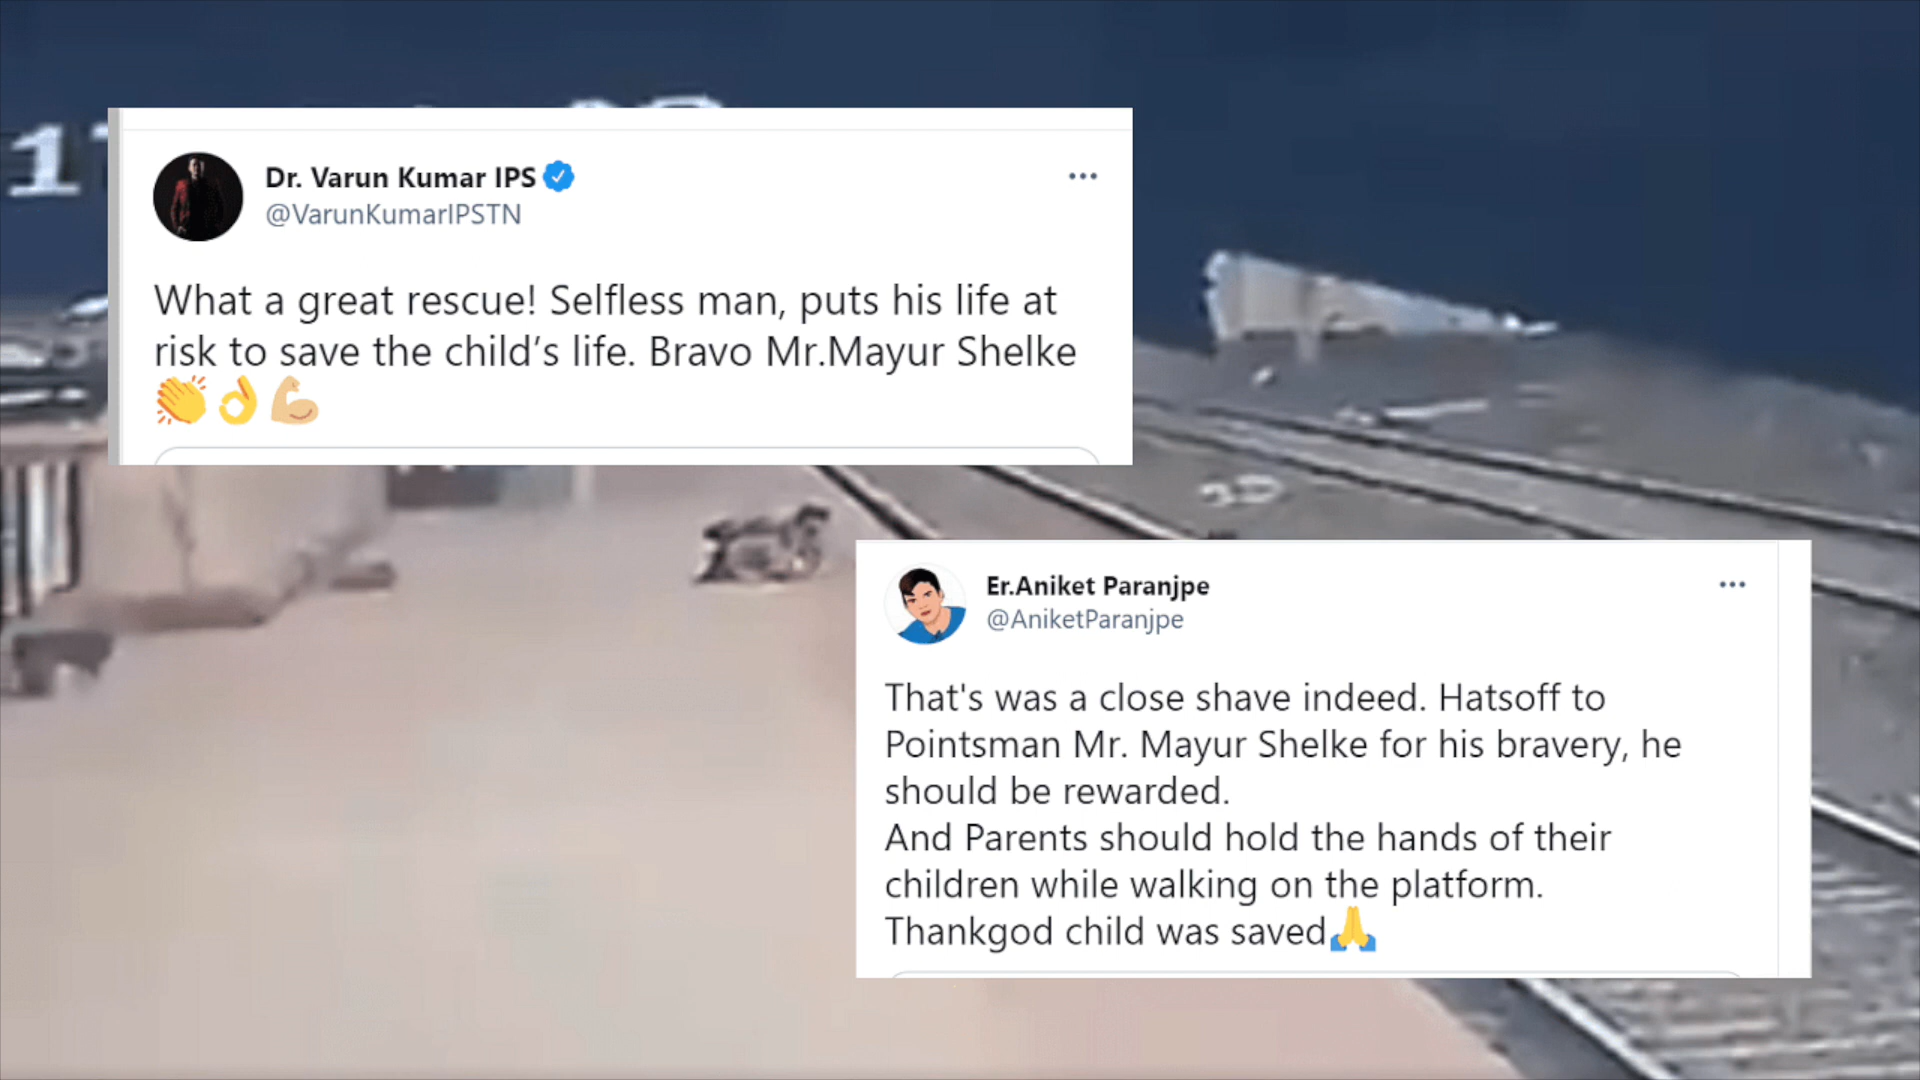 Dr. Varun Kumar IPS
@VarunKumarIPSTN
What a great rescue! Selfless man, puts his life at
risk to save the child’s life. Bravo Mr.Mayur Shelke
👏👌💪🏼
Er.Aniket Paranjpe
@AniketParanjpe
That's was a close shave indeed. Hatsoff to
Pointsman Mr. Mayur Shelke for his bravery, he
should be rewarded.
And Parents should hold the hands of their
children while walking on the platform.
Thankgod child was saved🙏